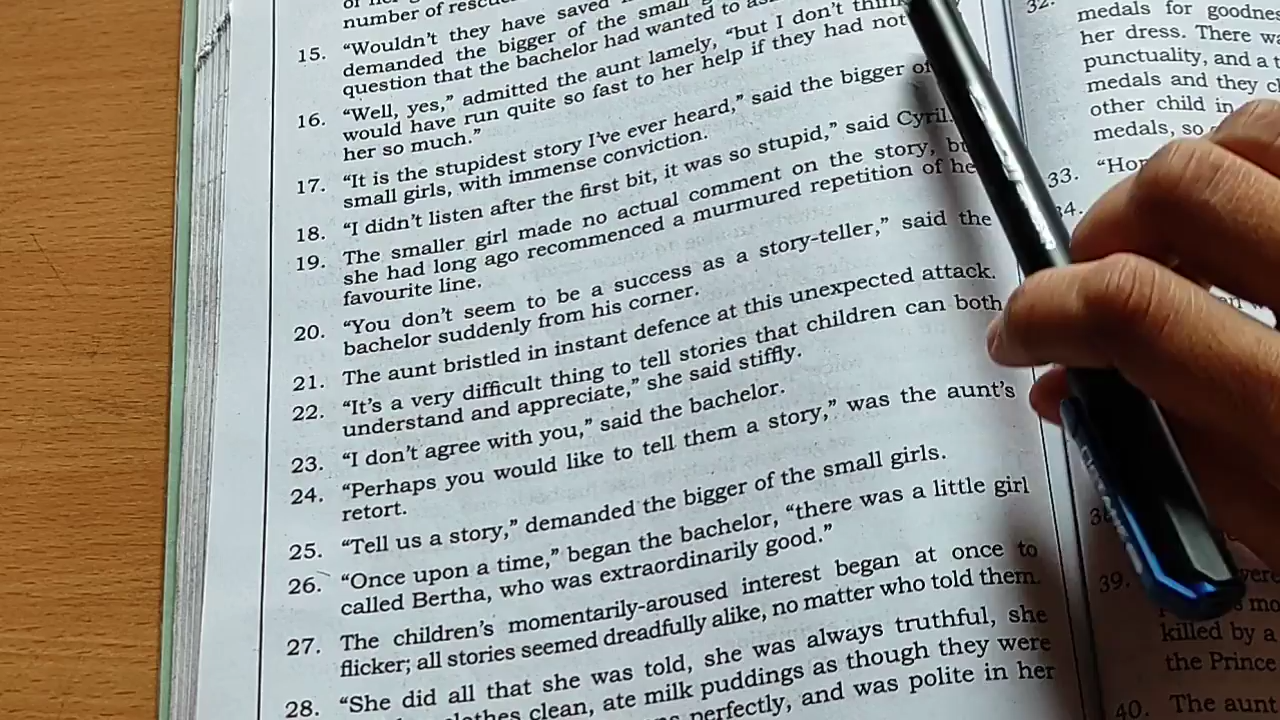 number of
15. “Wouldn’t they have saved
demanded the bigger of the small
question that the bachelor had wanted to
16. “Well, yes,” admitted the aunt lamely, “but I don’t think
would have run quite so fast to her help if they had not
her so much.”
17. “It is the stupidest story I’ve ever heard,” said the bigger of
small girls, with immense conviction.
18. “I didn’t listen after the first bit, it was so stupid,” said Cyril.
19. The smaller girl made no actual comment on the story,
she had long ago recommended a murmured repetition of
favourite line.
20. “You don’t seem to be a success as a story-teller,” said the
bachelor suddenly from his corner.
21. The aunt bristled in instant defence at this unexpected attack.
22. “It’s a very difficult thing to tell stories that children can both
understand and appreciate,” she said stiffly.
23. “I don’t agree with you,” said the bachelor.
24. “Perhaps you would like to tell them a story,” was the aunt’s
retort.
25. “Tell us a story,” demanded the bigger of the small girls.
26. “Once upon a time,” began the bachelor, “there was a little girl
called Bertha, who was extraordinarily good.”
27. The children’s momentarily-aroused interest began at once to
flicker; all stories seemed dreadfully alike, no matter who told them.
28. “She did all that she was told, she was always truthful, she
clothes clean, ate milk puddings as though they were
perfectly, and was polite in her
32.
medals for
her dress. There
punctuality, and a
medals and they
other child in
medals, so
33.
39.
killed by a
the Prince
40. The aunt